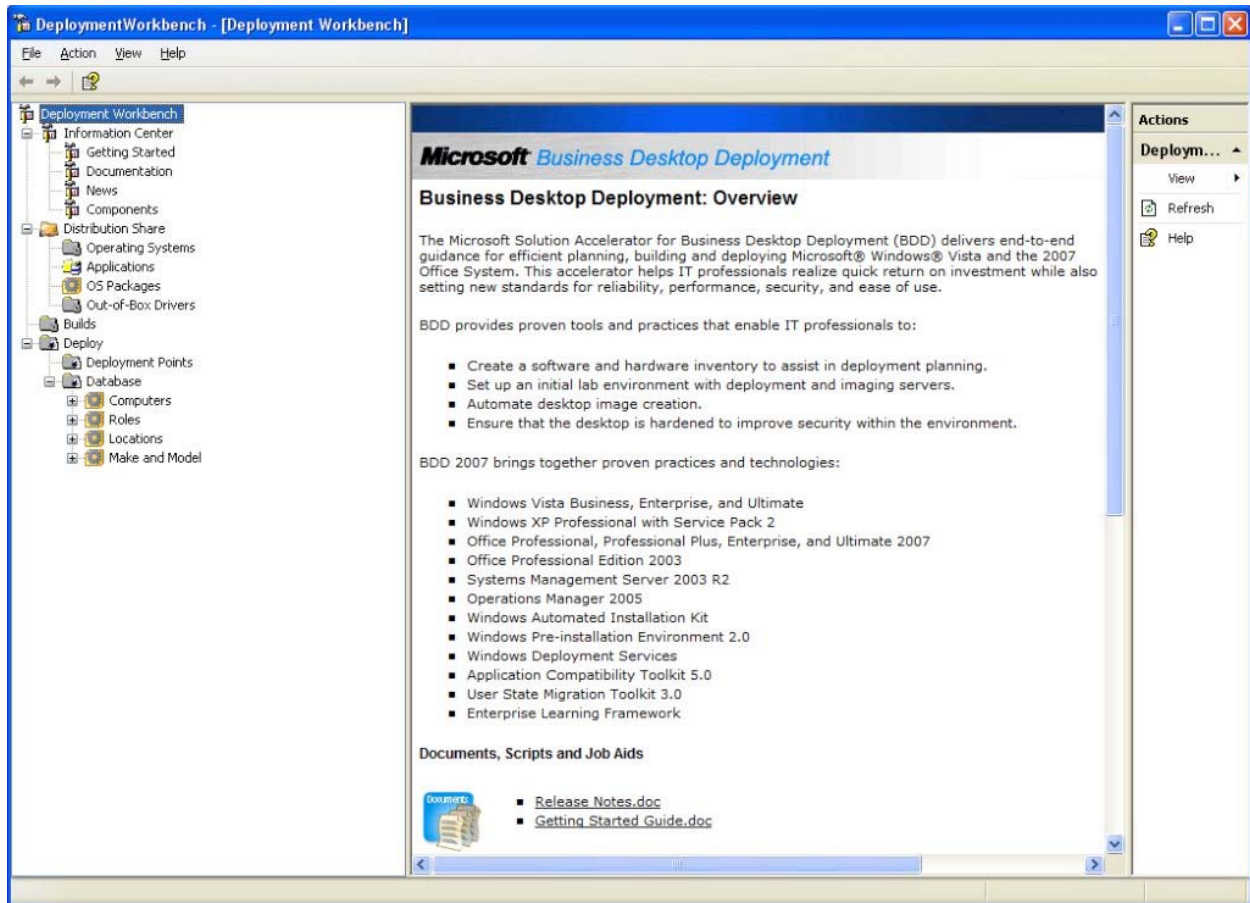 DeploymentWorkbench - [Deployment Workbench]
File Action View Help
Deployment Workbench
Information Center
Getting Started
Documentation
News
Components
Distribution Share
Operating Systems
Applications
OS Packages
Out-of-Box Drivers
Builds
Deploy
Deployment Points
Database
Computers
Roles
Locations
Make and Model
Microsoft Business Desktop Deployment
Business Desktop Deployment: Overview
The Microsoft Solution Accelerator for Business Desktop Deployment (BDD) delivers end-to-end
guidance for efficient planning, building and deploying Microsoft® Windows® Vista and the 2007
Office System. This accelerator helps IT professionals realize quick return on investment while also
setting new standards for reliability, performance, security, and ease of use.
BDD provides proven tools and practices that enable IT professionals to:
Create a software and hardware inventory to assist in deployment planning.
Set up an initial lab environment with deployment and imaging servers.
Automate desktop image creation.
Ensure that the desktop is hardened to improve security within the environment.
BDD 2007 brings together proven practices and technologies:
Windows Vista Business, Enterprise, and Ultimate
Windows XP Professional with Service Pack 2
Office Professional, Professional Plus, Enterprise, and Ultimate 2007
Office Professional Edition 2003
Systems Management Server 2003 R2
Operations Manager 2005
Windows Automated Installation Kit
Windows Pre-installation Environment 2.0
Windows Deployment Services
Application Compatibility Toolkit 5.0
User State Migration Toolkit 3.0
Enterprise Learning Framework
Documents, Scripts and Job Aids
Documents
Release Notes.doc
Getting Started Guide.doc
Actions
Deploym...
View
Refresh
Help